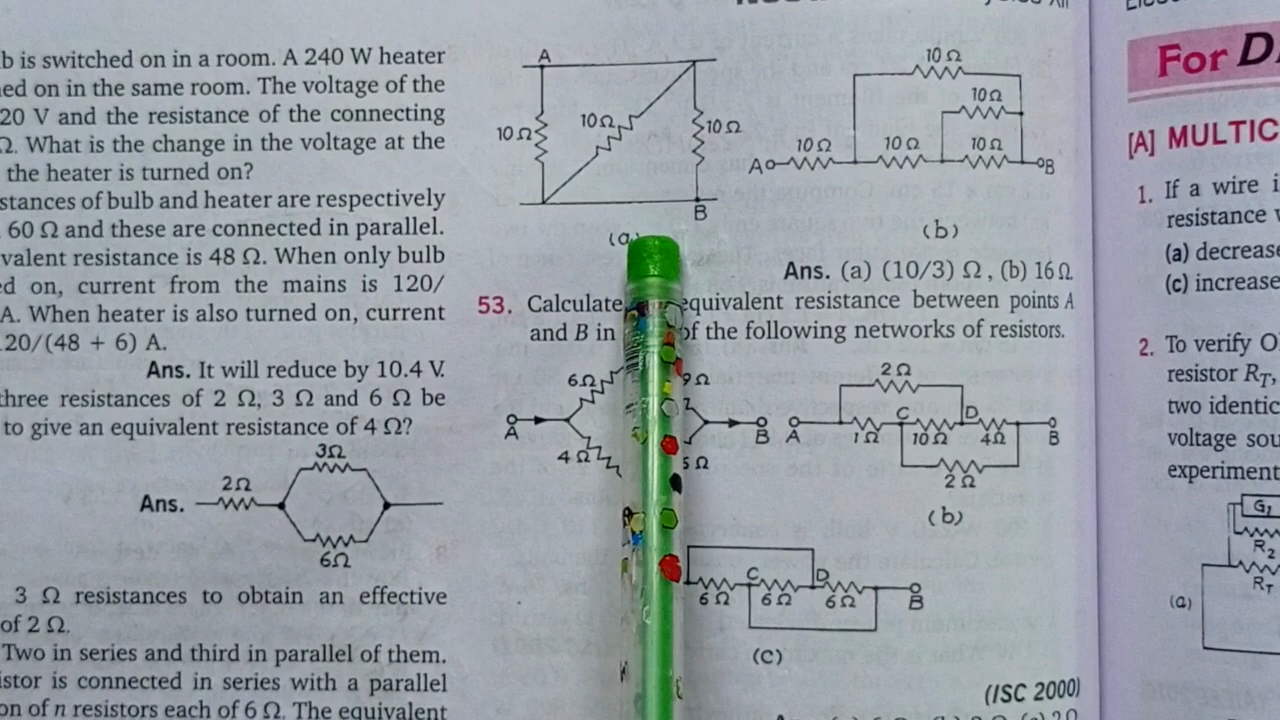 b is switched on in a room. A 240 W heater
ed on in the same room. The voltage of the
20 V and the resistance of the connecting
Ω. What is the change in the voltage at the
the heater is turned on?
stances of bulb and heater are respectively
60 Ω and these are connected in parallel.
valent resistance is 48 Ω. When only bulb
ed on, current from the mains is 120/
A. When heater is also turned on, current
20/(48 + 6) A.
Ans. It will reduce by 10.4 V.
three resistances of 2 Ω, 3 Ω and 6 Ω be
to give an equivalent resistance of 4 Ω?
3Ω
Ans. 2Ω
6Ω
3 Ω resistances to obtain an effective
of 2 Ω.
Two in series and third in parallel of them.
istor is connected in series with a parallel
on of n resistors each of 6 Ω. The equivalent
A
10Ω 10Ω 10Ω
B
(a)
10Ω
10Ω
10Ω 10Ω 10Ω
A B
(b)
Ans. (a) (10/3) Ω, (b) 16 Ω.
53. Calculate equivalent resistance between points A
and B in of the following networks of resistors.
6Ω 9Ω
A B
4Ω 5Ω
2Ω
A C D B
1Ω 10Ω 4Ω
2Ω
(b)
C D
6Ω 6Ω 6Ω B
(C)
(ISC 2000)
For D
[A] MULTIC
1. If a wire i
resistance
(a) decrease
(c) increase
2. To verify O
resistor RT,
two identic
voltage sou
experiment
G1
R2
RT
(a)